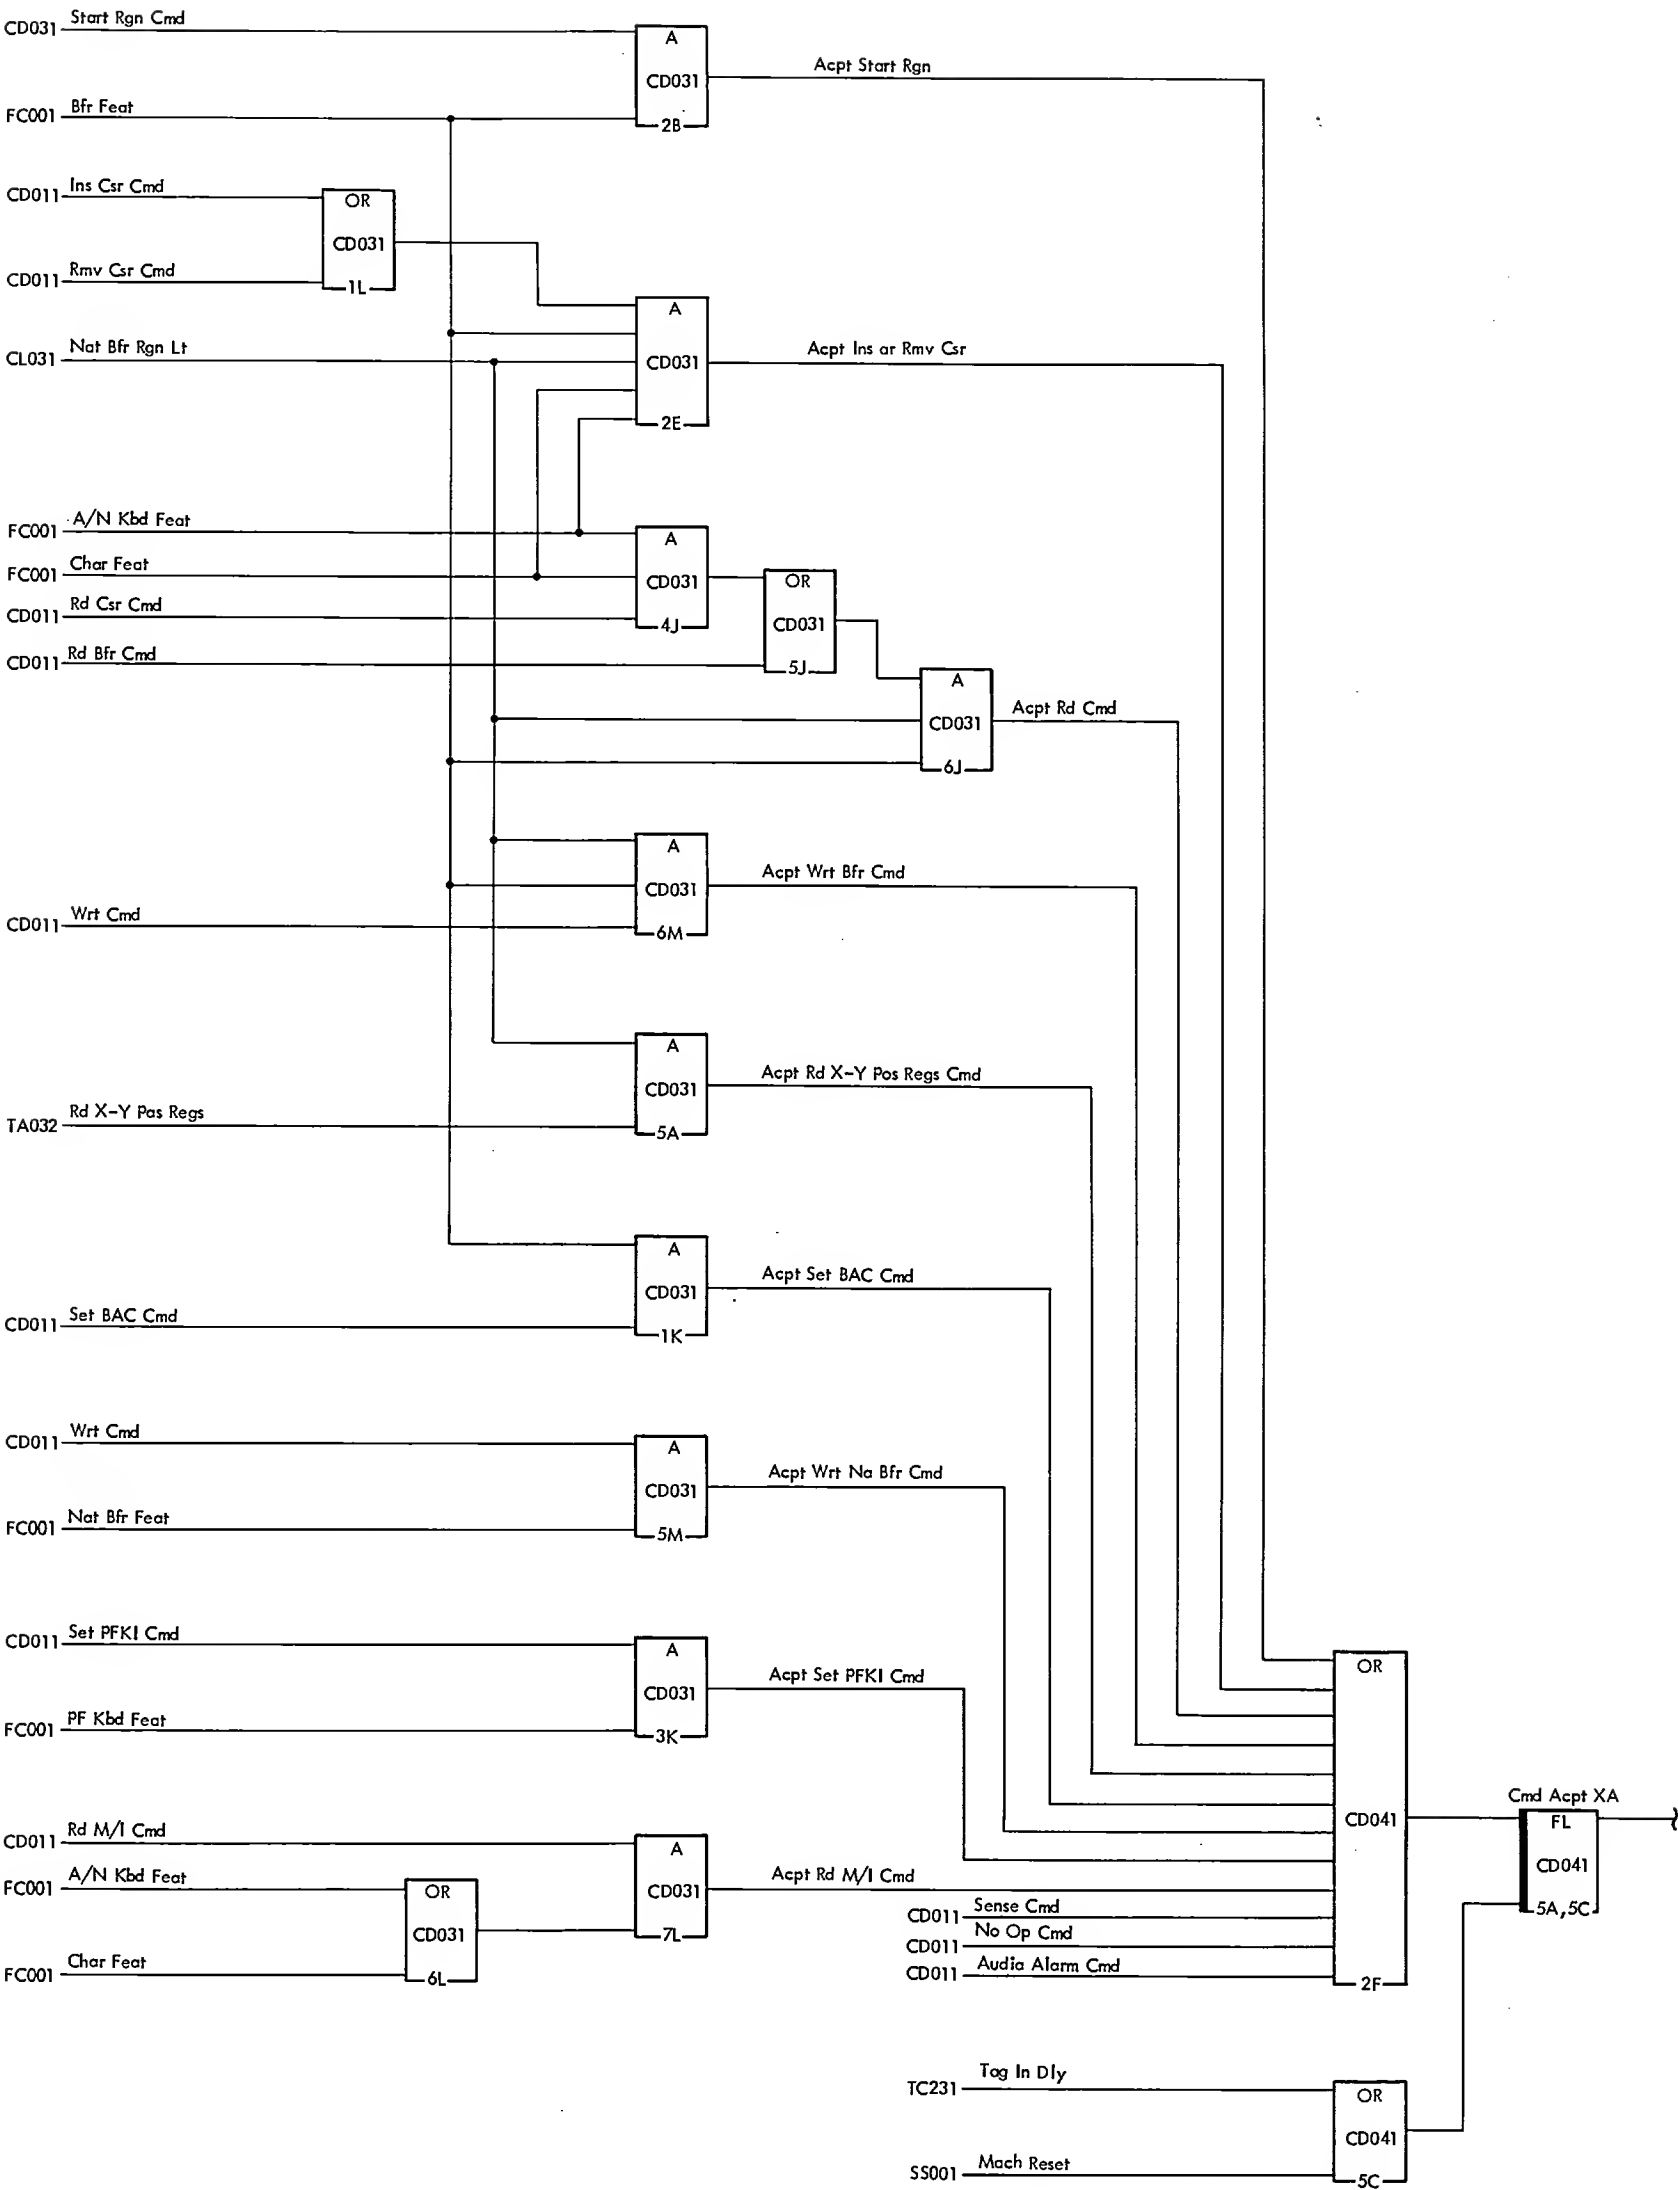 CD031 Start Rgn Cmd
A
CD031
2B
Acpt Start Rgn
FC001 Bfr Feat
CD011 Ins Csr Cmd
OR
CD031
1L
CD011 Rmv Csr Cmd
CL031 Nat Bfr Rgn Lt
A
CD031
2E
Acpt Ins ar Rmv Csr
FC001 A/N Kbd Feat
FC001 Char Feat
CD011 Rd Csr Cmd
A
CD031
4J
CD011 Rd Bfr Cmd
OR
CD031
5J
A
CD031
6J
Acpt Rd Cmd
A
CD031
6M
Acpt Wrt Bfr Cmd
CD011 Wrt Cmd
A
CD031
5A
Acpt Rd X-Y Pos Regs Cmd
TA032 Rd X-Y Pas Regs
A
CD031
1K
Acpt Set BAC Cmd
CD011 Set BAC Cmd
CD011 Wrt Cmd
A
CD031
5M
Acpt Wrt Na Bfr Cmd
FC001 Nat Bfr Feat
CD011 Set PFKI Cmd
A
CD031
3K
Acpt Set PFKI Cmd
FC001 PF Kbd Feat
CD011 Rd M/I Cmd
FC001 A/N Kbd Feat
OR
CD031
6L
FC001 Char Feat
A
CD031
7L
Acpt Rd M/I Cmd
CD011 Sense Cmd
CD011 No Op Cmd
CD011 Audia Alarm Cmd
OR
CD041
2F
Cmd Acpt XA
FL
CD041
5A,5C
TC231 Tag In Dly
OR
CD041
5C
SS001 Mach Reset